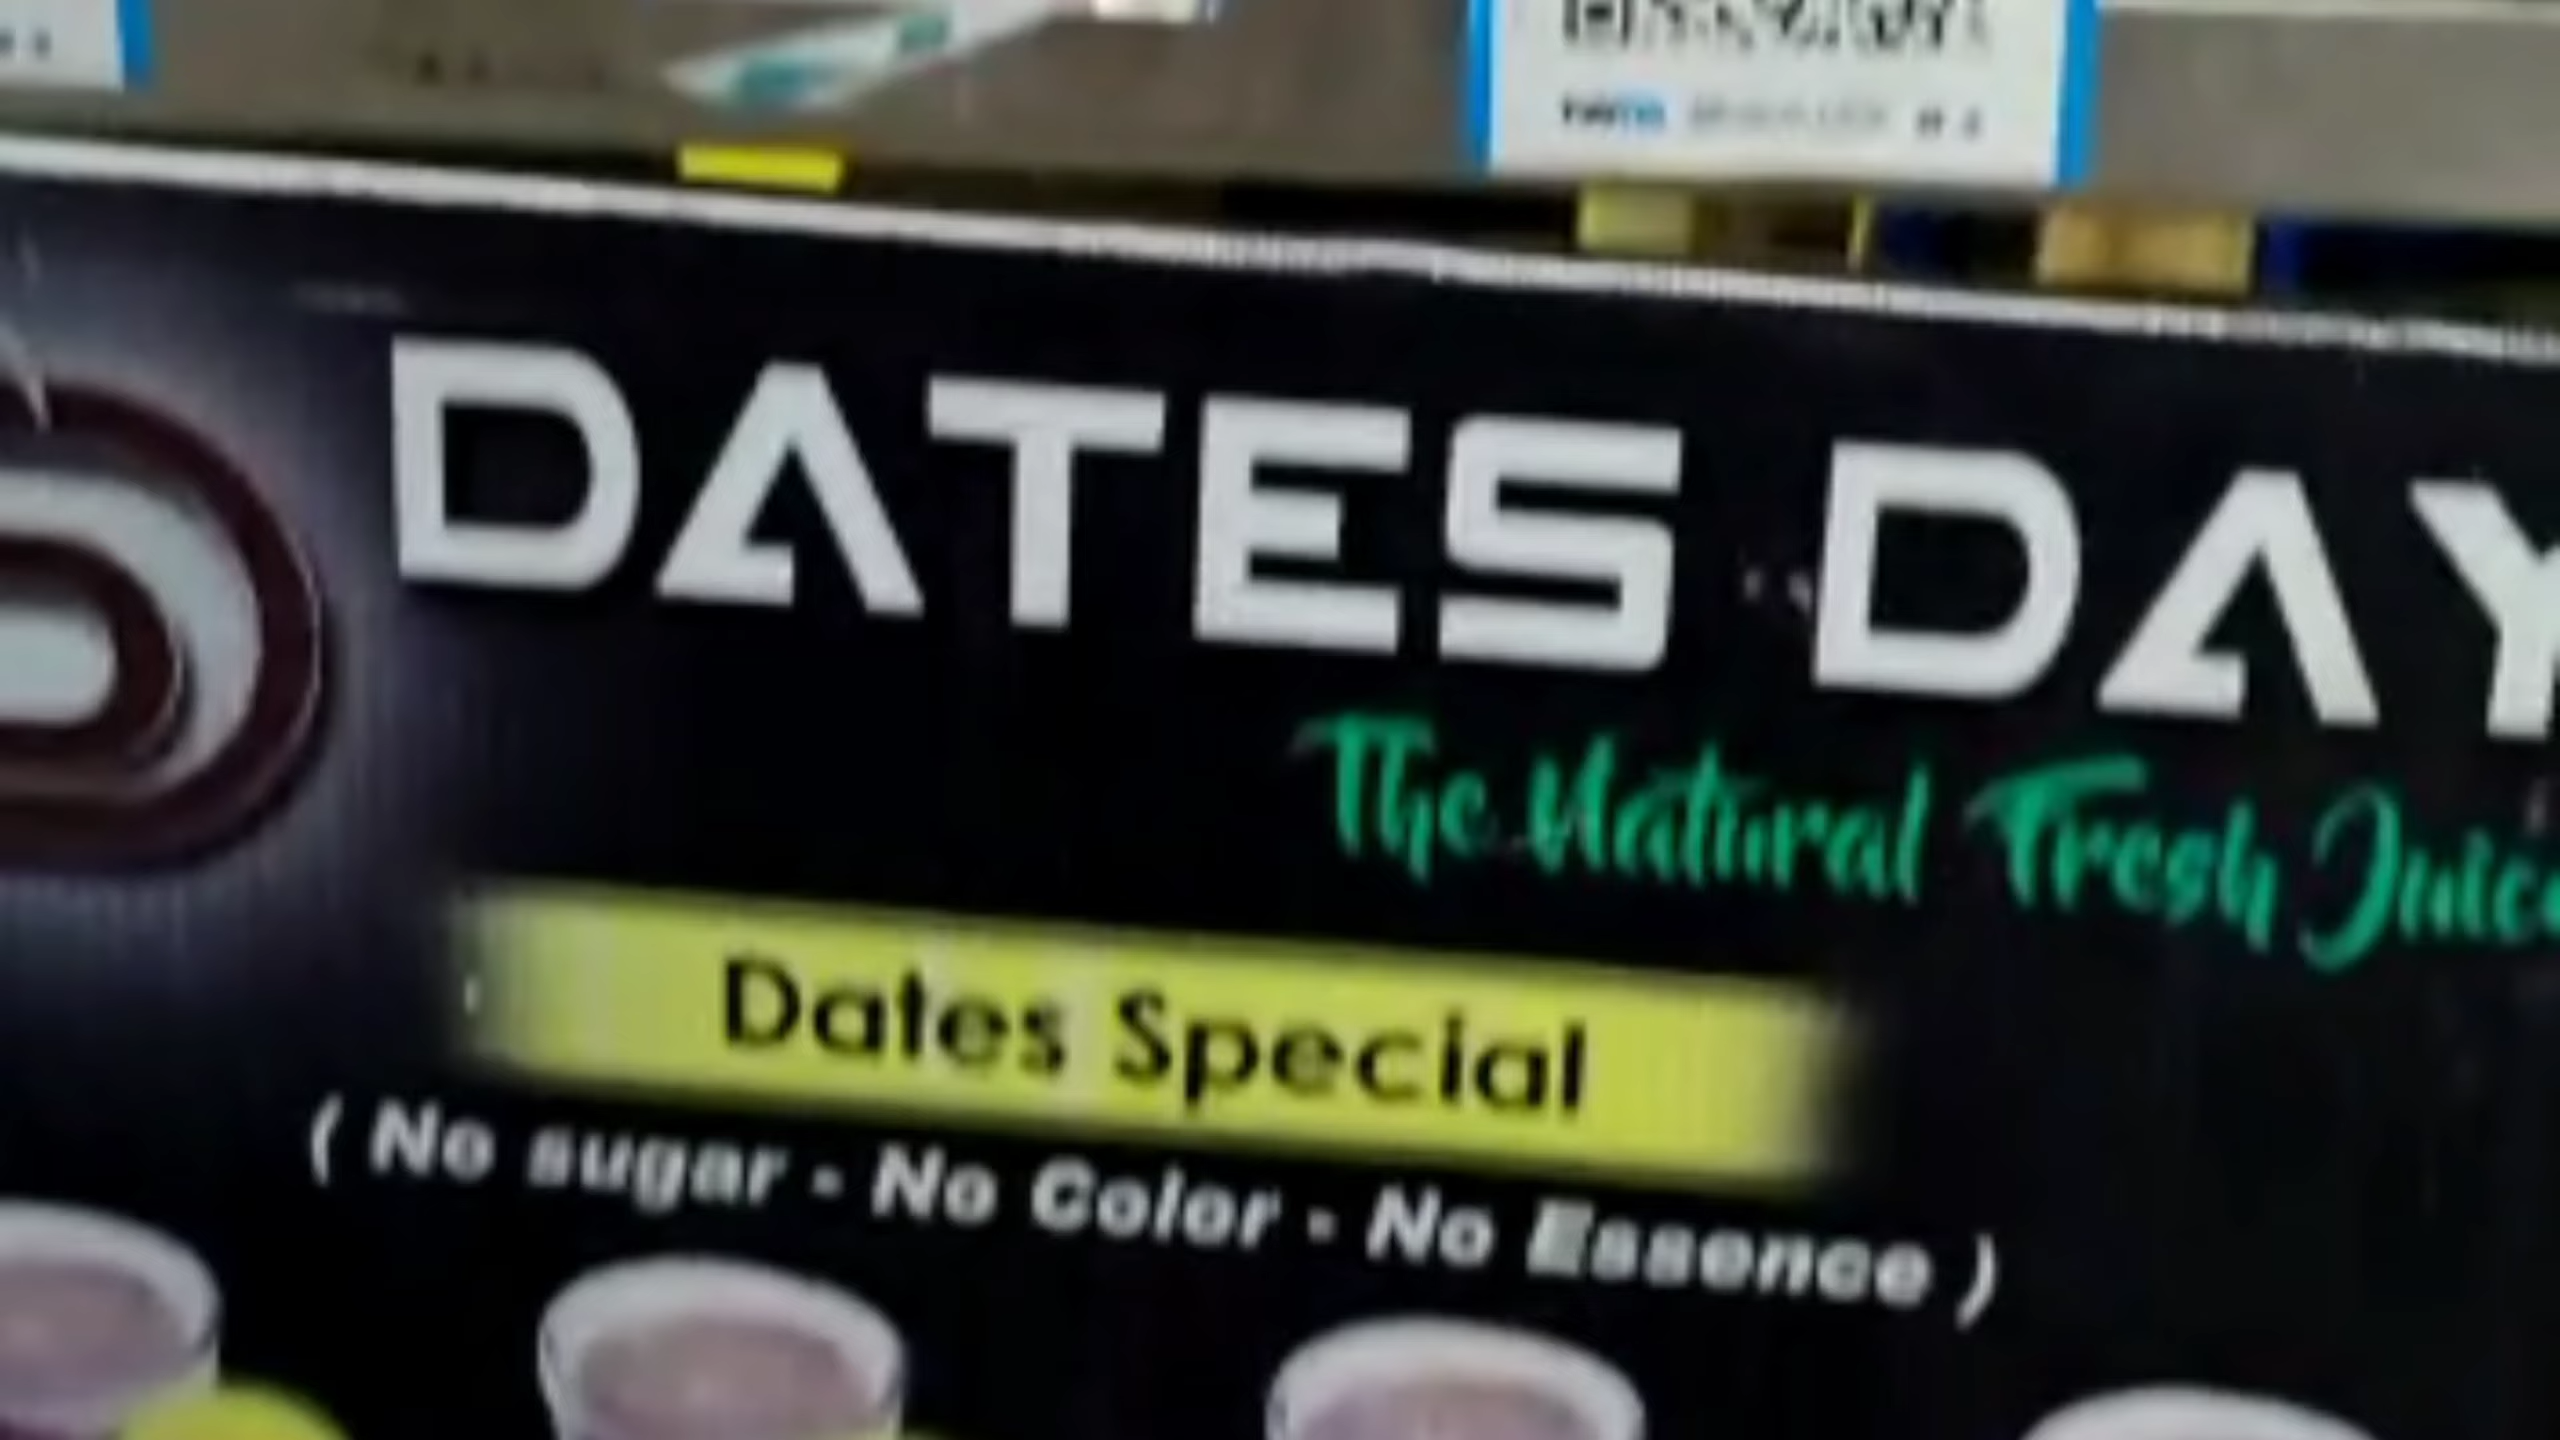 DATES DAY
The Natural Fresh Juice
Dates Special
( No sugar - No Color - No Essence )